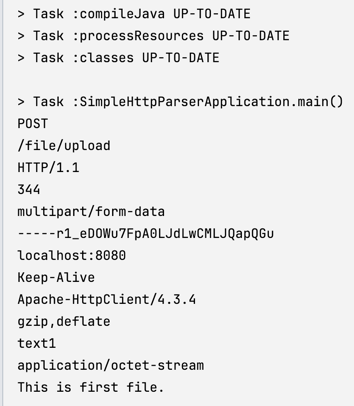 > Task :compileJava UP-TO-DATE
> Task :processResources UP-TO-DATE
> Task :classes UP-TO-DATE
> Task :SimpleHttpParserApplication.main()
POST
/file/upload
HTTP/1.1
344
multipart/form-data
-----r1_eDOWu7FpA0LJdLwCMLJQapQGu
localhost:8080
Keep-Alive
Apache-HttpClient/4.3.4
gzip,deflate
text1
application/octet-stream
This is first file.